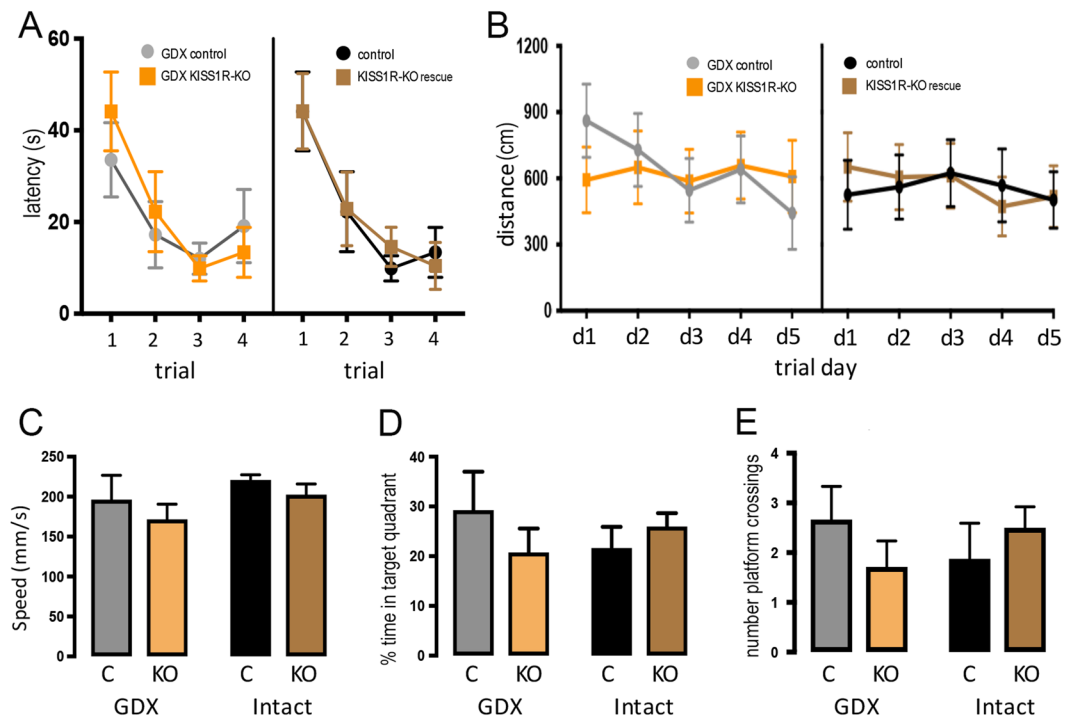 A
B
60
40
20
0
latency (s)
GDX control
GDX KISS1R-KO
control
KISS1R-KO rescue
1 2 3 4
1 2 3 4
trial
trial
1200
900
600
300
0
distance (cm)
GDX control
GDX KISS1R-KO
control
KISS1R-KO rescue
d1 d2 d3 d4 d5
d1 d2 d3 d4 d5
trial day
C
D
E
250
200
150
100
50
0
Speed (mm/s)
C KO C KO
GDX Intact
40
30
20
10
0
% time in target quadrant
C KO C KO
GDX Intact
4
3
2
1
0
number platform crossings
C KO C KO
GDX Intact